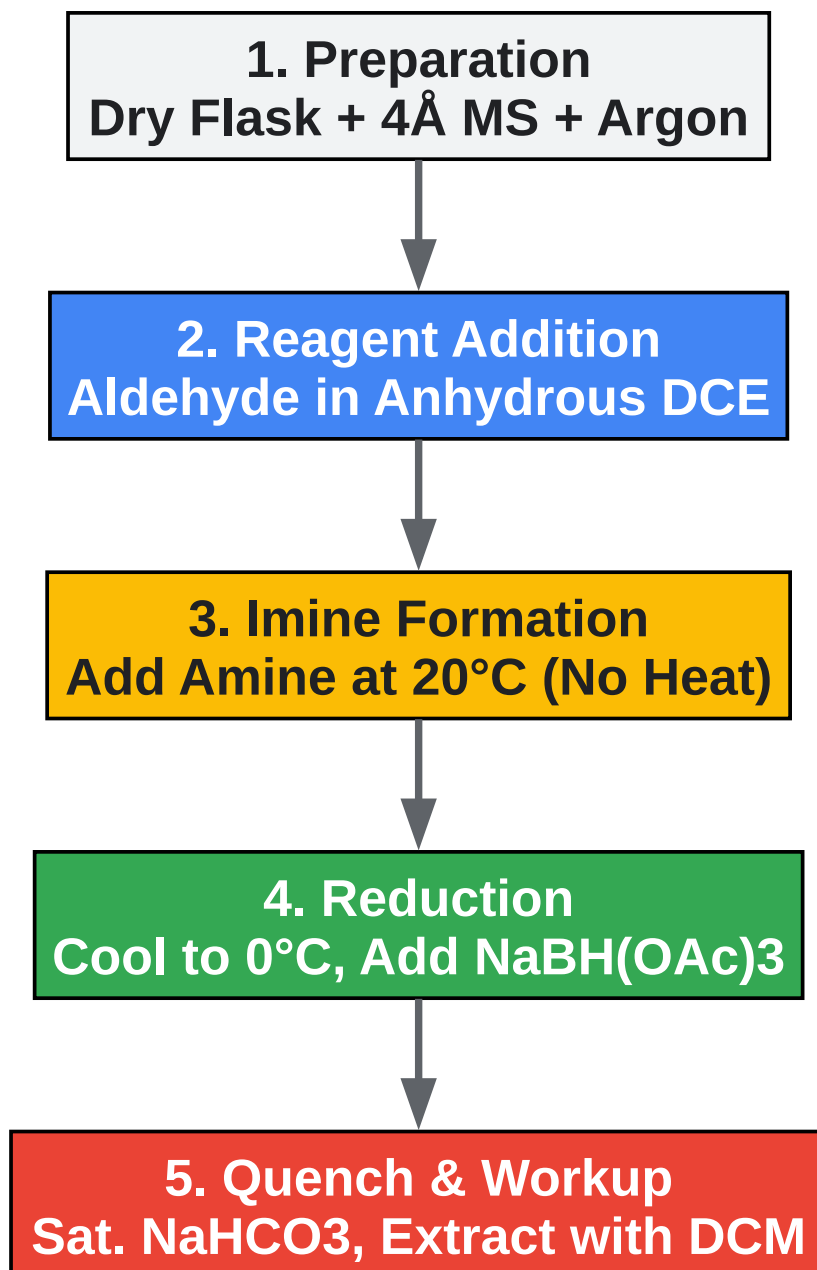 1. Preparation
Dry Flask + 4Å MS + Argon
2. Reagent Addition
Aldehyde in Anhydrous DCE
3. Imine Formation
Add Amine at 20°C (No Heat)
4. Reduction
Cool to 0°C, Add NaBH(OAc)3
5. Quench & Workup
Sat. NaHCO3, Extract with DCM